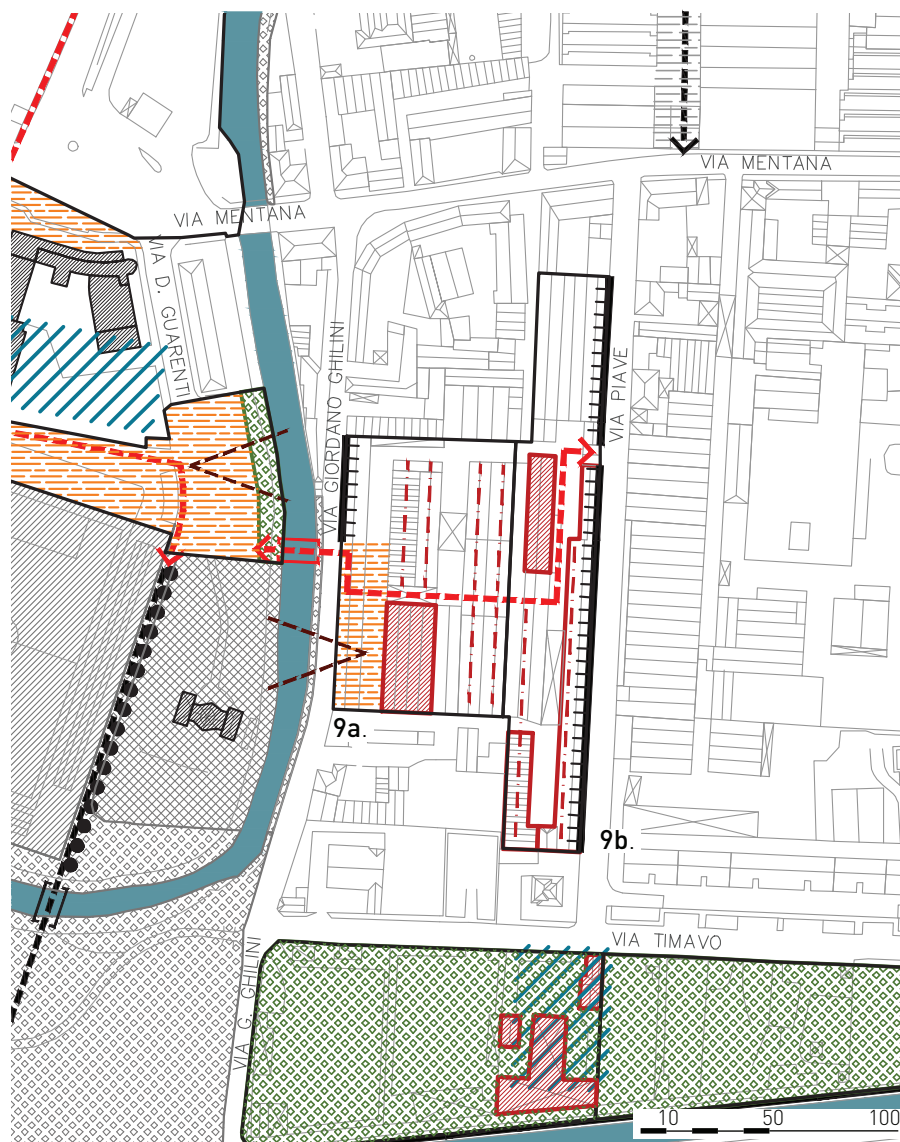 VIA MENTANA
VIA MENTANA
VIA D. GUARENTI
VIA GIORDANO GHILINI
VIA PIAVE
9a.
9b.
VIA TIMAVO
VIA G. GHILINI
10 50 100